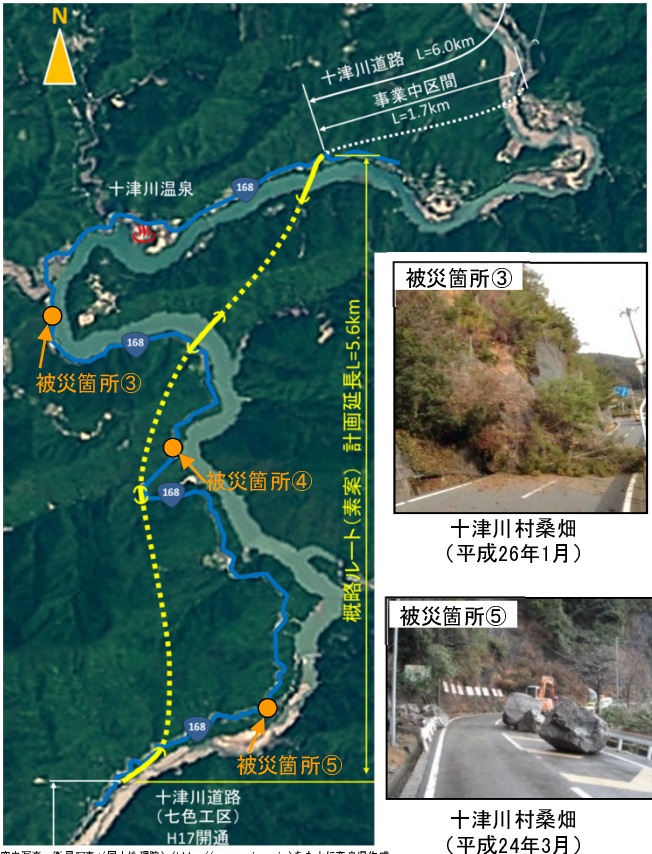 N
十津川道路 L=6.0km
事業中区間
L=1.7km
168
十津川温泉
168
被災箇所③
被災箇所④
168
概略ルート(素案) 計画延長L=5.6km
168
被災箇所⑤
十津川道路
(七色工区)
H17開通
被災箇所③
十津川村桑畑
(平成26年1月)
被災箇所⑤
十津川村桑畑
(平成24年3月)